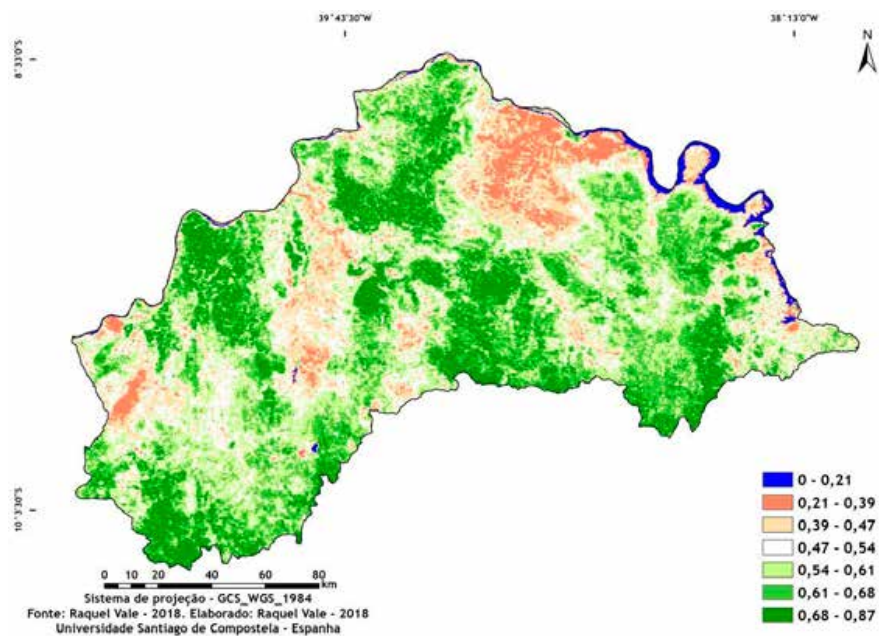 39°43'30"W
38°13'0"W
8°33'0"S
N
10°3'30"S
0 - 0,21
0,21 - 0,39
0,39 - 0,47
0,47 - 0,54
0,54 - 0,61
0,61 - 0,68
0,68 - 0,87
0 10 20 40 60 80
km
Sistema de projeção - GCS_WGS_1984
Fonte: Raquel Vale - 2018. Elaborado: Raquel Vale - 2018
Universidade Santiago de Compostela - Espanha